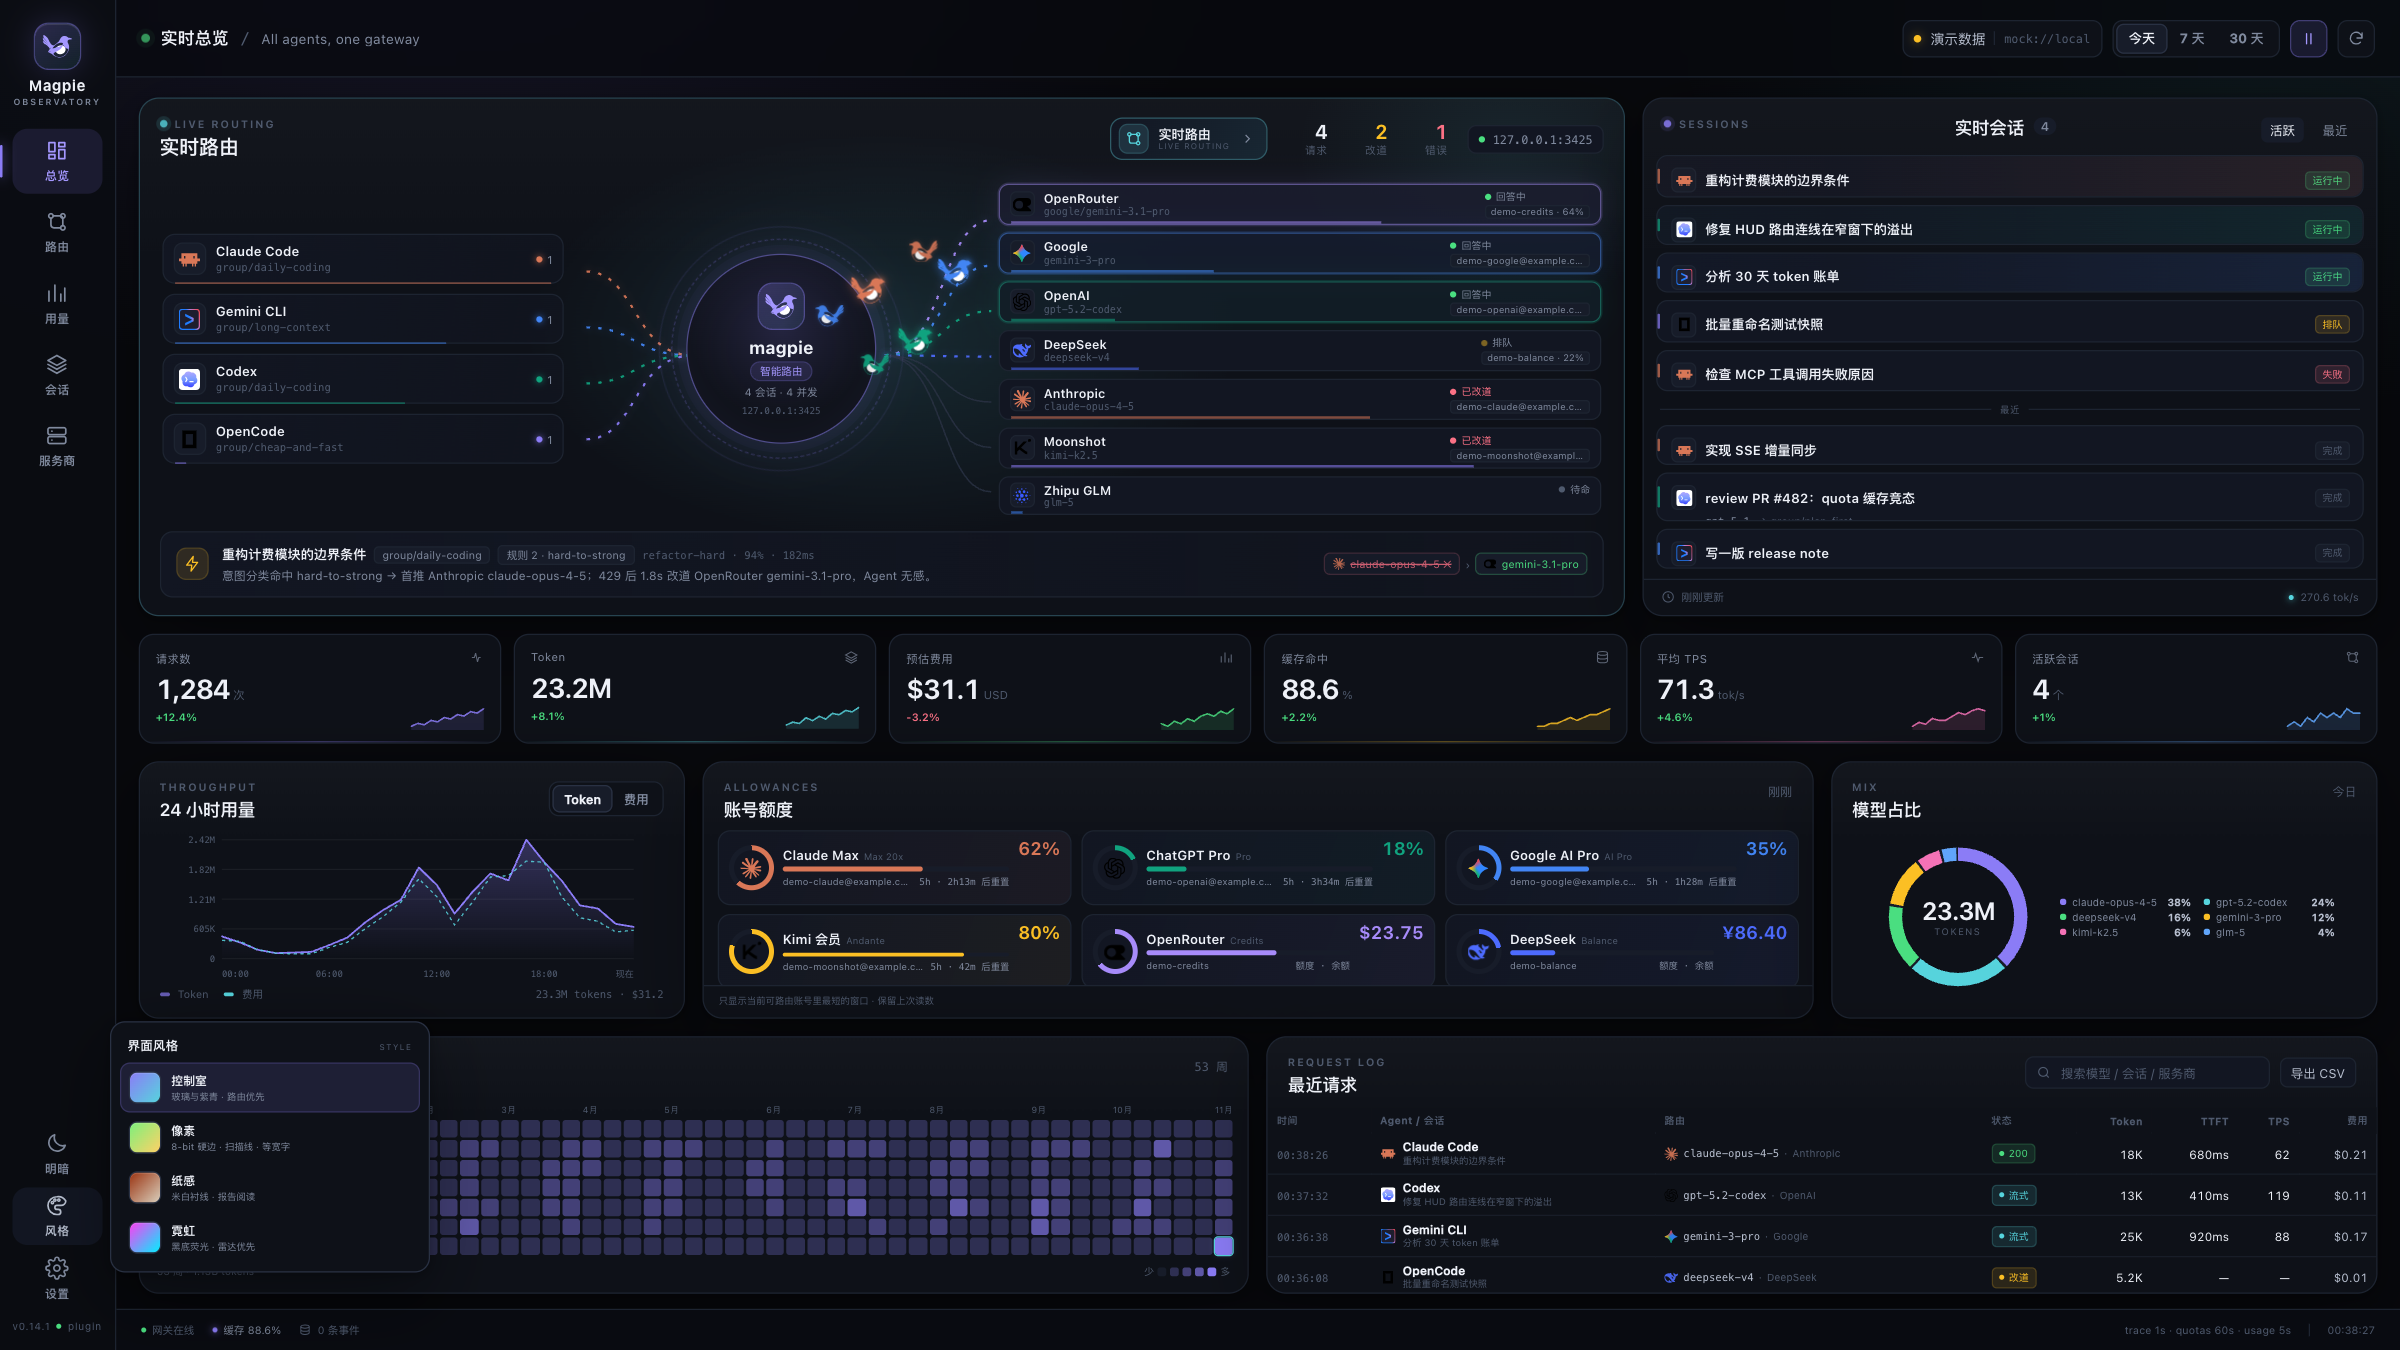 Magpie
OBSERVATORY
总览
路由
用量
会话
服务商
明暗
风格
设置
v0.14.1 plugin
实时总览 / All agents, one gateway
演示数据 mock://local
今天 7 天 30 天
LIVE ROUTING
实时路由
实时路由
LIVE ROUTING
4 请求
2 改道
1 错误
127.0.0.1:3425
Claude Code
group/daily-coding
1
Gemini CLI
group/long-context
1
Codex
group/daily-coding
1
OpenCode
group/cheap-and-fast
1
magpie
智能路由
4 会话 · 4 并发
127.0.0.1:3425
OpenRouter
google/gemini-3.1-pro
回答中
demo-credits · 64%
Google
gemini-3-pro
回答中
demo-google@example.c...
OpenAI
gpt-5.2-codex
回答中
demo-openai@example.c...
DeepSeek
deepseek-v4
排队
demo-balance · 22%
Anthropic
claude-opus-4-5
已改道
demo-claude@example.c...
Moonshot
kimi-k2.5
已改道
demo-moonshot@exampl...
Zhipu GLM
glm-5
待命
重构计费模块的边界条件 group/daily-coding 规则 2 · hard-to-strong refactor-hard · 94% · 182ms
意图分类命中 hard-to-strong → 首推 Anthropic claude-opus-4-5；429 后 1.8s 改道 OpenRouter gemini-3.1-pro，Agent 无感。
claude-opus-4-5 ✕ › gemini-3.1-pro
SESSIONS
实时会话 4
活跃 最近
重构计费模块的边界条件 运行中
修复 HUD 路由连线在窄窗下的溢出 运行中
分析 30 天 token 账单 运行中
批量重命名测试快照 排队
检查 MCP 工具调用失败原因 失败
最近
实现 SSE 增量同步 完成
review PR #482：quota 缓存竞态 完成
写一版 release note 完成
刚刚更新 270.6 tok/s
请求数
1,284 次
+12.4%
Token
23.2M
+8.1%
预估费用
$31.1 USD
-3.2%
缓存命中
88.6 %
+2.2%
平均 TPS
71.3 tok/s
+4.6%
活跃会话
4 个
+1%
THROUGHPUT
24 小时用量
Token 费用
2.42M
1.82M
1.21M
605K
0
00:00 06:00 12:00 18:00 现在
Token 费用 23.3M tokens · $31.2
ALLOWANCES
账号额度
刚刚
Claude Max Max 20x 62%
demo-claude@example.c... 5h · 2h13m 后重置
ChatGPT Pro Pro 18%
demo-openai@example.c... 5h · 3h34m 后重置
Google AI Pro AI Pro 35%
demo-google@example.c... 5h · 1h28m 后重置
Kimi 会员 Andante 80%
demo-moonshot@example.c... 5h · 42m 后重置
OpenRouter Credits $23.75
demo-credits 额度 · 余额
DeepSeek Balance ¥86.40
demo-balance 额度 · 余额
只显示当前可路由账号里最短的窗口 · 保留上次读数
MIX
模型占比
今日
23.3M
TOKENS
claude-opus-4-5 38% gpt-5.2-codex 24%
deepseek-v4 16% gemini-3-pro 12%
kimi-k2.5 6% glm-5 4%
界面风格 STYLE
控制室
玻璃与紫青 · 路由优先
像素
8-bit 硬边 · 扫描线 · 等宽字
纸感
米白衬线 · 报告阅读
霓虹
黑底荧光 · 雷达优先
53 周
3月 4月 5月 6月 7月 8月 9月 10月 11月
少 多
REQUEST LOG
最近请求
搜索模型 / 会话 / 服务商
导出 CSV
时间 Agent / 会话 路由 状态 Token TTFT TPS 费用
00:38:26 Claude Code claude-opus-4-5 · Anthropic 200 18K 680ms 62 $0.21
重构计费模块的边界条件
00:37:32 Codex gpt-5.2-codex · OpenAI 流式 13K 410ms 119 $0.11
修复 HUD 路由连线在窄窗下的溢出
00:36:38 Gemini CLI gemini-3-pro · Google 流式 25K 920ms 88 $0.17
分析 30 天 token 账单
00:36:08 OpenCode deepseek-v4 · DeepSeek 改道 5.2K — — $0.01
批量重命名测试快照
网关在线 缓存 88.6% 0 条事件
trace 1s · quotas 60s · usage 5s 00:38:27